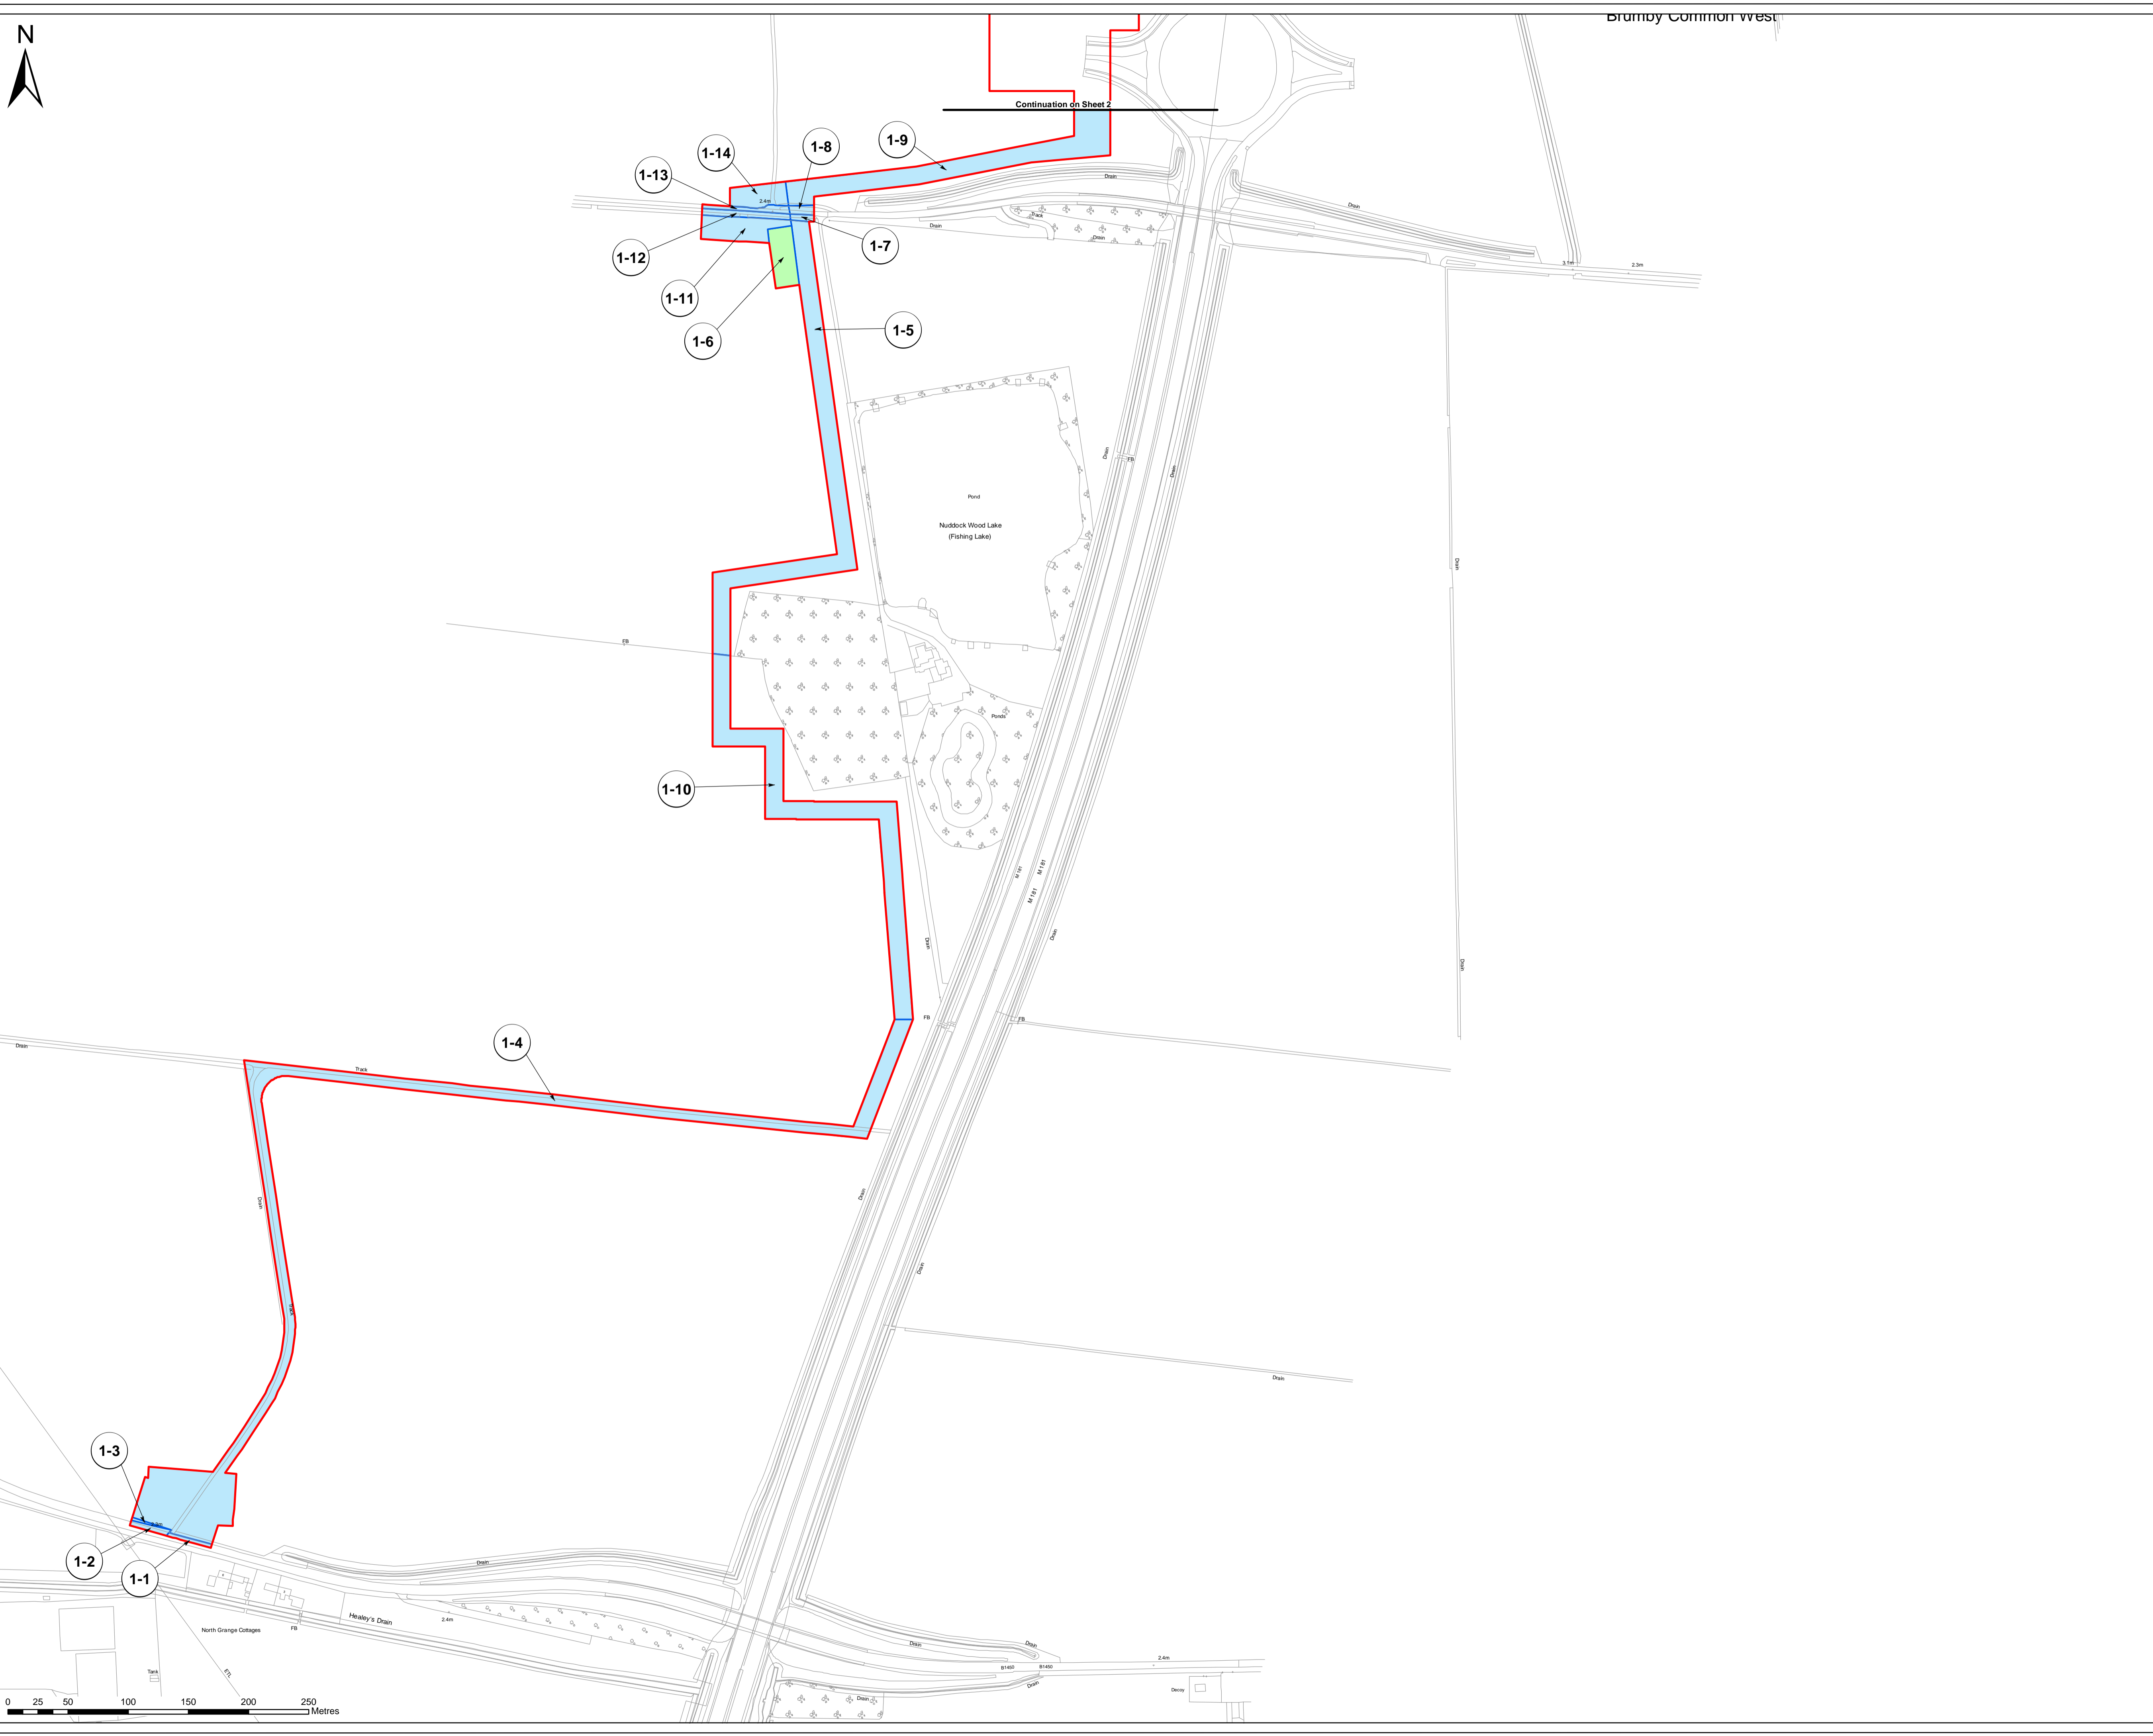 Brumby Common West
N
Continuation on Sheet 2
1-14
1-8
1-9
1-13
Drain
2.4m
Drain
Track
1-12
1-7
Drain
Drain
3.1m
2.3m
1-11
1-6
1-5
Drain
FB
Drain
Pond
Nuddock Wood Lake
(Fishing Lake)
Drain
FB
Ponds
1-10
M 181
M 181
M 181
Drain
Drain
Drain
FB
FB
1-4
Drain
Track
Drain
Drain
Track
Drain
Drain
1-3
1-2
1-1
Drain
Healey's Drain
2.4m
North Grange Cottages
FB
Drain
Drain
2.4m
B1450
B1450
Tank
ETL
Drain
Decoy
Drain
0 25 50 100 150 200 250
Metres